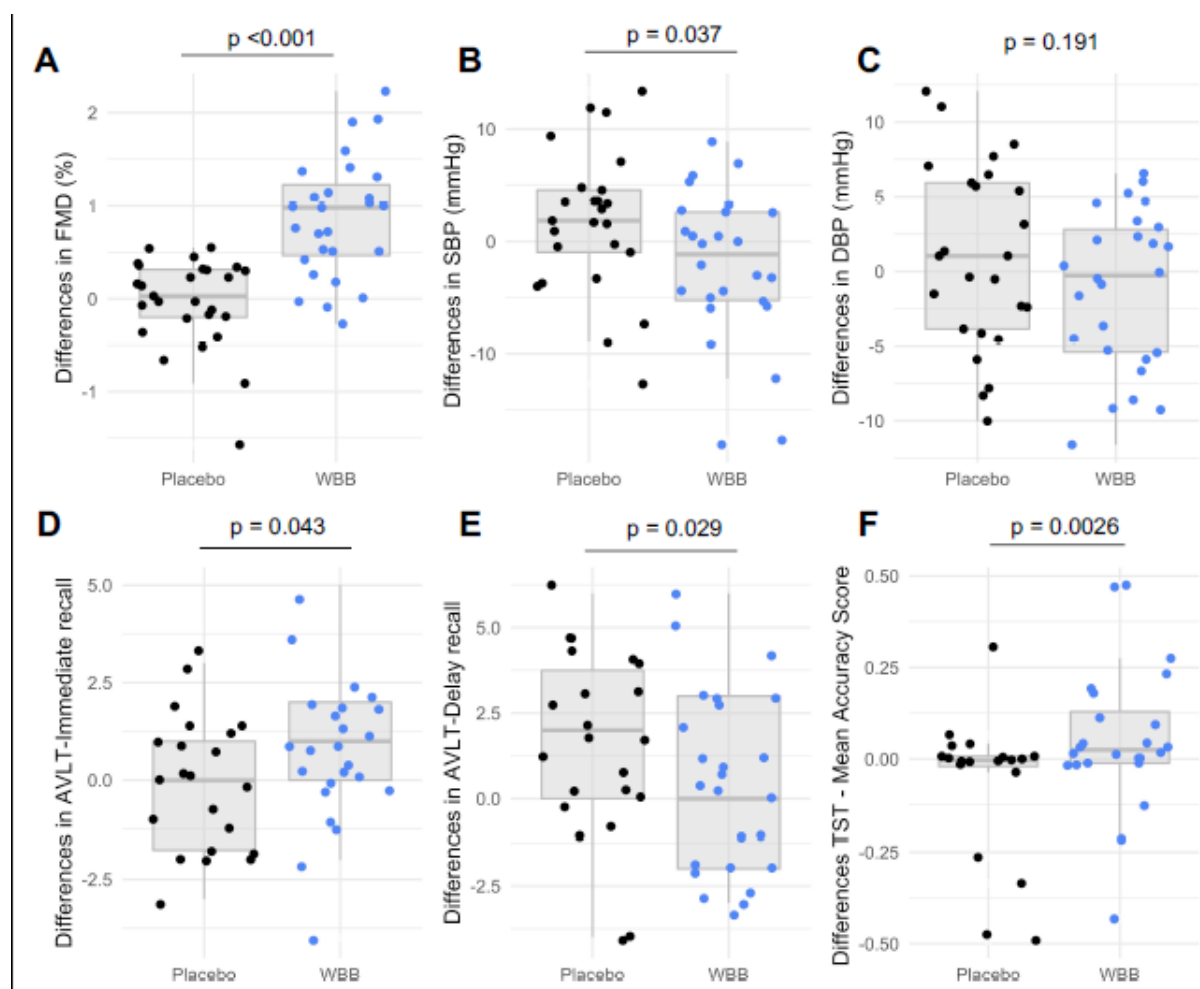 A
p <0.001
Differences in FMD (%)
2
1
0
-1
Placebo
WBB
B
p = 0.037
Differences in SBP (mmHg)
10
0
-10
Placebo
WBB
C
p = 0.191
Differences in DBP (mmHg)
10
5
0
-5
-10
Placebo
WBB
D
p = 0.043
Differences in AVLT-Immediate recall
5.0
2.5
0.0
-2.5
Placebo
WBB
E
p = 0.029
Differences in AVLT-Delay recall
5.0
2.5
0.0
-2.5
Placebo
WBB
F
p = 0.0026
Differences TST - Mean Accuracy Score
0.50
0.25
0.00
-0.25
-0.50
Placebo
WBB